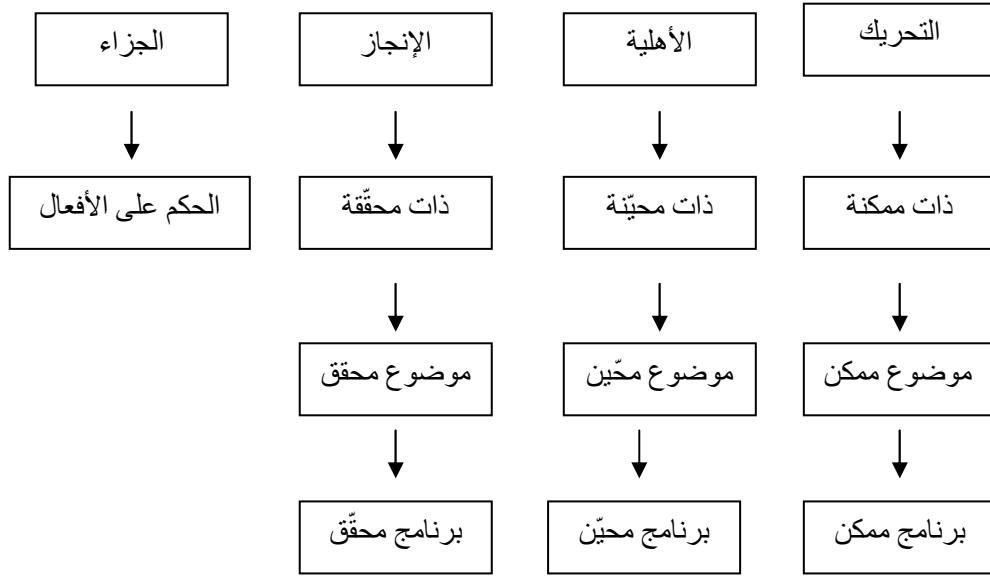 التحريك
الأهلية
الإنجاز
الجزاء
ذات ممكنة
ذات محيّنة
ذات محقّقة
الحكم على الأفعال
موضوع ممكن
موضوع محّين
موضوع محقق
برنامج ممكن
برنامج محيّن
برنامج محقّق